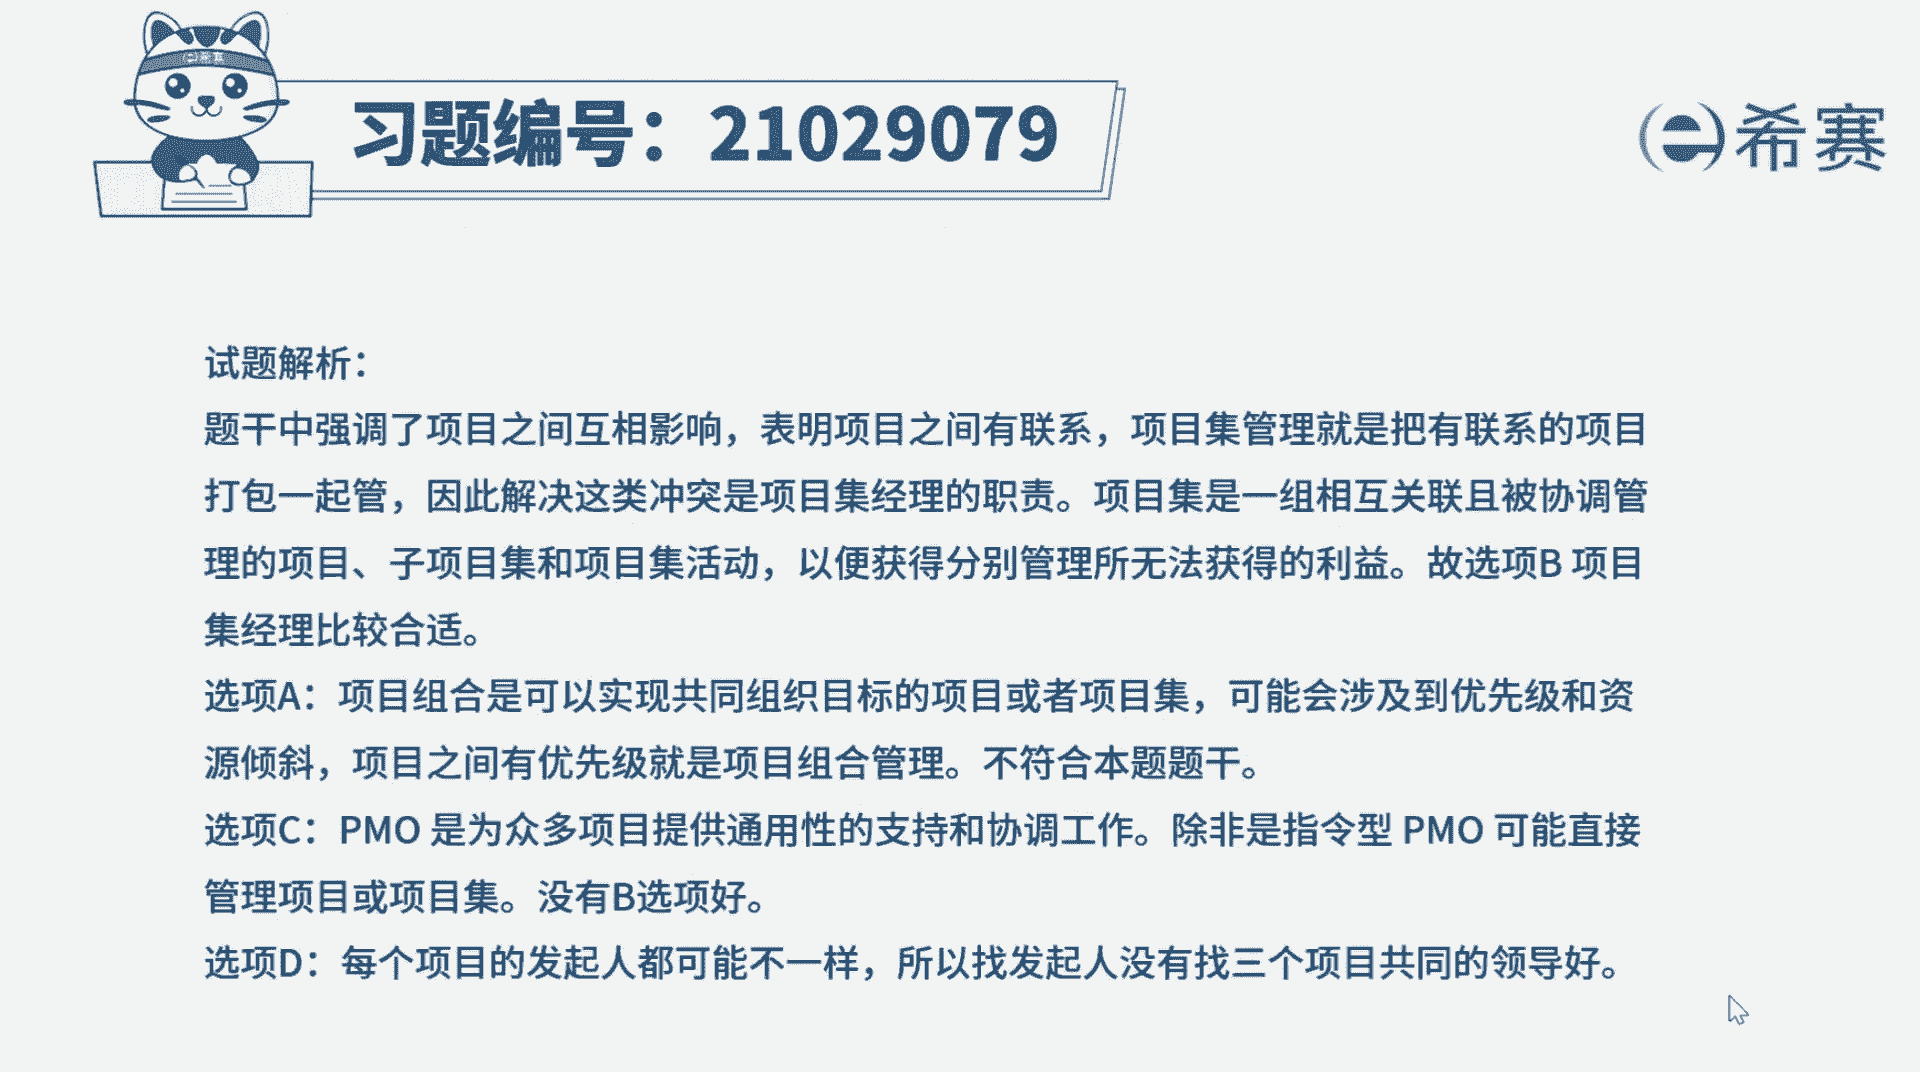 习题编号：21029079
希赛
希赛
试题解析：
题干中强调了项目之间互相影响，表明项目之间有联系，项目集管理就是把有联系的项目
打包一起管，因此解决这类冲突是项目集经理的职责。项目集是一组相互关联且被协调管
理的项目、子项目集和项目集活动，以便获得分别管理所无法获得的利益。故选项B 项目
集经理比较合适。
选项A：项目组合是可以实现共同组织目标的项目或者项目集，可能会涉及到优先级和资
源倾斜，项目之间有优先级就是项目组合管理。不符合本题题干。
选项C：PMO 是为众多项目提供通用性的支持和协调工作。除非是指令型 PMO 可能直接
管理项目或项目集。没有B选项好。
选项D：每个项目的发起人都可能不一样，所以找发起人没有找三个项目共同的领导好。